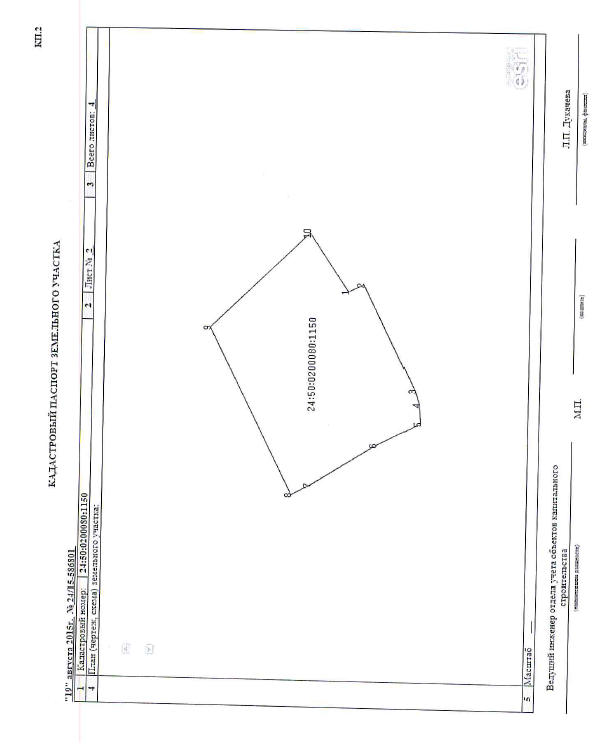 КП.2
КАДАСТРОВЫЙ ПАСПОРТ ЗЕМЕЛЬНОГО УЧАСТКА
"19" августа 2015г. № 24/15-586801
1 Кадастровый номер: 24:50:0200080:1150 2 Лист № 2 3 Всего листов: 4
4 План (чертеж, схема) земельного участка:
esri
9
10
1
2
24:50:0200080:1150
3
4
5
6
7
8
5 Масштаб
Ведущий инженер отдела учета объектов капитального
строительства
Л.П. Дукачева
(наименование должности)
М.П.
(подпись)
(инициалы, фамилия)